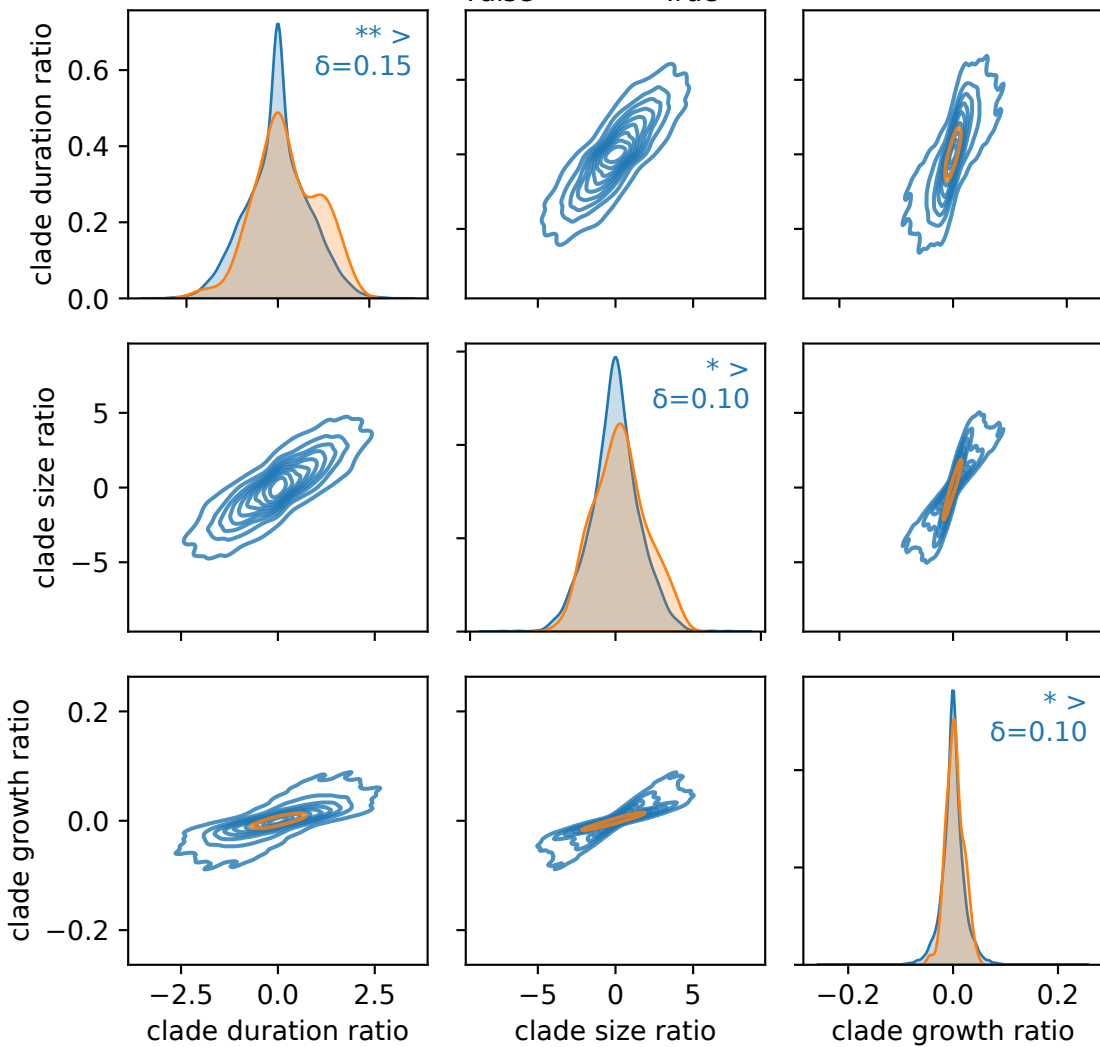 True
clade duration ratio
0.6
0.4
0.2
0.0
** >
δ=0.15
clade size ratio
5
0
−5
* >
δ=0.10
clade growth ratio
0.2
0.0
−0.2
* >
δ=0.10
−2.5 0.0 2.5
−5 0 5
−0.2 0.0 0.2
clade duration ratio
clade size ratio
clade growth ratio